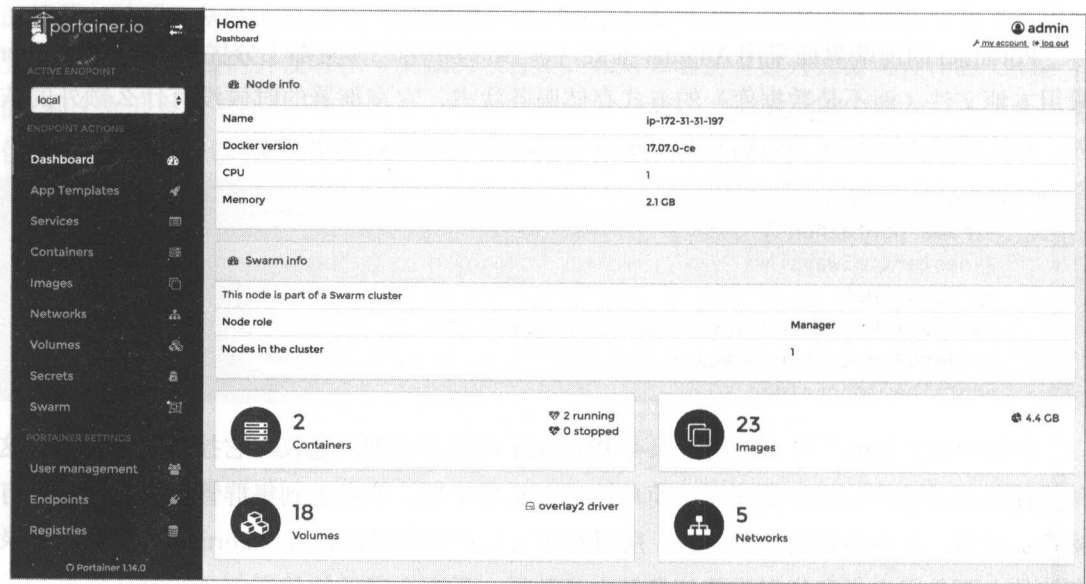 portainer.io
ACTIVE ENDPOINT
local
ENDPOINT ACTIONS
Dashboard
App Templates
Services
Containers
Images
Networks
Volumes
Secrets
Swarm
PORTAINER SETTINGS
User management
Endpoints
Registries
Portainer 1.14.0
Home
Dashboard
admin
my account log out
Node info
Name ip-172-31-31-197
Docker version 17.07.0-ce
CPU 1
Memory 2.1 GB
Swarm info
This node is part of a Swarm cluster
Node role Manager
Nodes in the cluster 1
2
Containers
2 running
0 stopped
23
Images
4.4 GB
18
Volumes
overlay2 driver
5
Networks